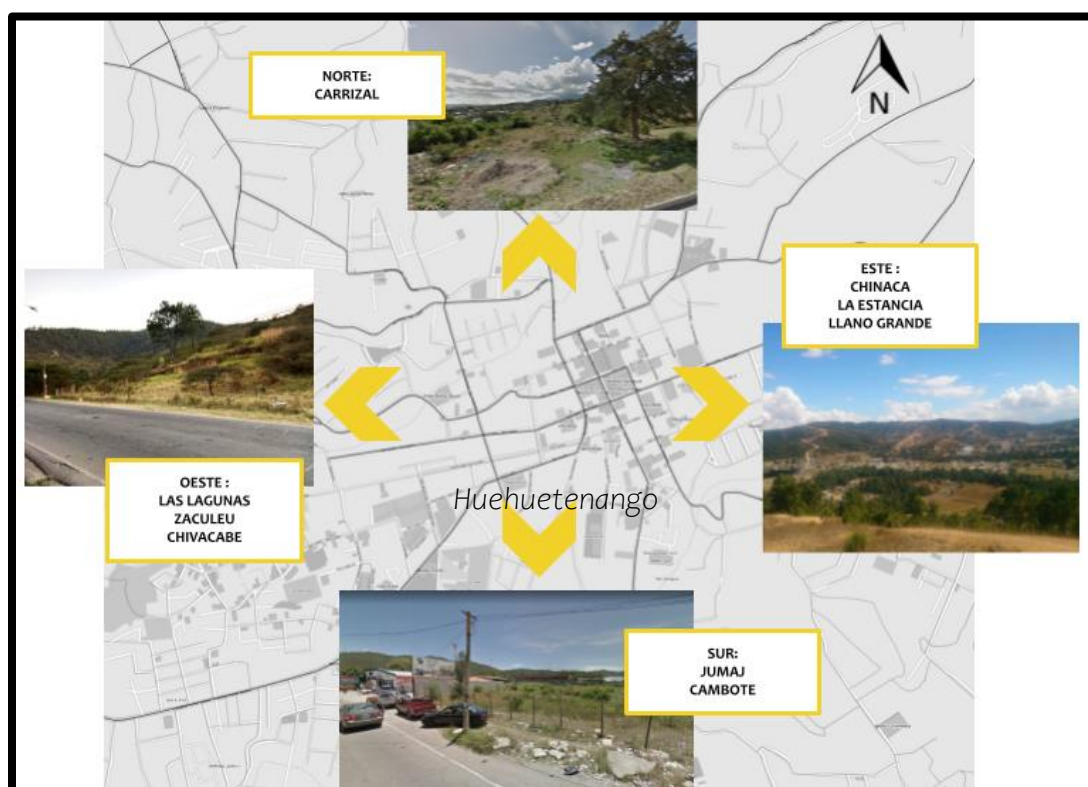 NORTE:
CARRIZAL
N
ESTE :
CHINACA
LA ESTANCIA
LLANO GRANDE
OESTE :
LAS LAGUNAS
ZACULEU
CHIVACABE
Huehuetenango
SUR:
JUMAJ
CAMBOTE